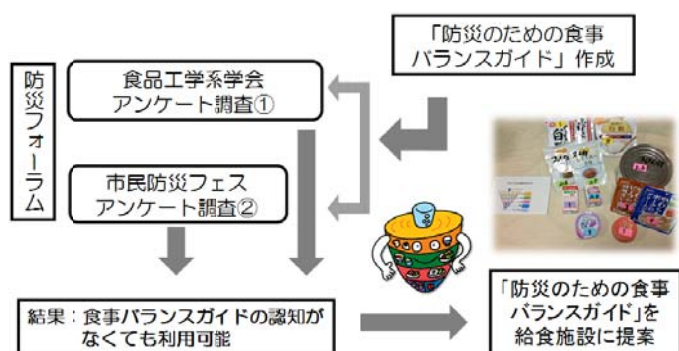 「防災のための食事
バランスガイド」作成
防災フォーラム
食品工学系学会
アンケート調査①
市民防災フェス
アンケート調査②
結果：食事バランスガイドの認知が
なくても利用可能
「防災のための食事
バランスガイド」を
給食施設に提案